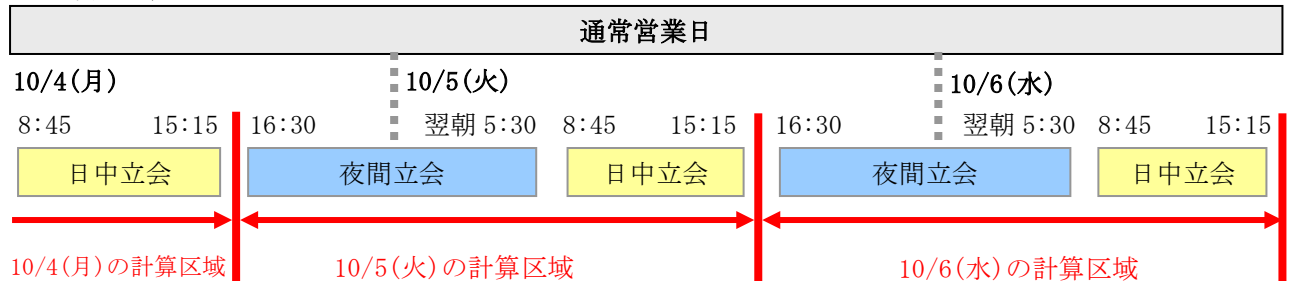 通常営業日
10/4(月) 10/5(火) 10/6(水)
8:45 15:15 16:30 翌朝 5:30 8:45 15:15 16:30 翌朝 5:30 8:45 15:15
日中立会 夜間立会 日中立会 夜間立会 日中立会
10/4(月)の計算区域 10/5(火)の計算区域 10/6(水)の計算区域